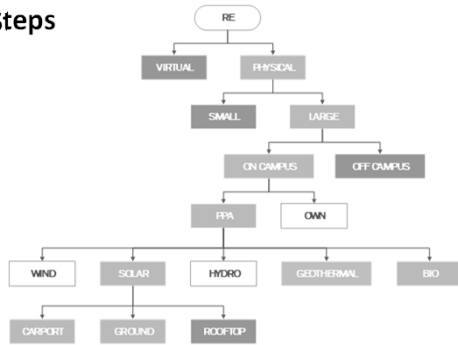 Steps
RE
VIRTUAL PHYSICAL
SMALL LARGE
ON CAMPUS OFF CAMPUS
PPA OWN
WIND SOLAR HYDRO GEOTHERMAL BIO
CARPORT GROUND ROOFTOP